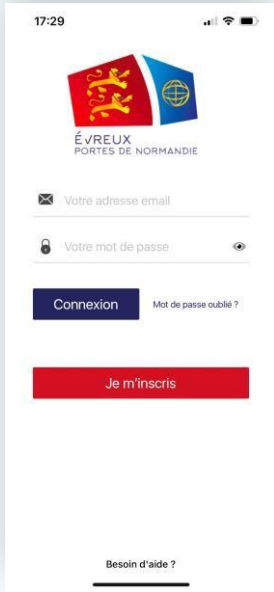 17:29
ÉVREUX
PORTES DE NORMANDIE
Votre adresse email
Votre mot de passe
Connexion
Mot de passe oublié ?
Je m'inscris
Besoin d'aide ?